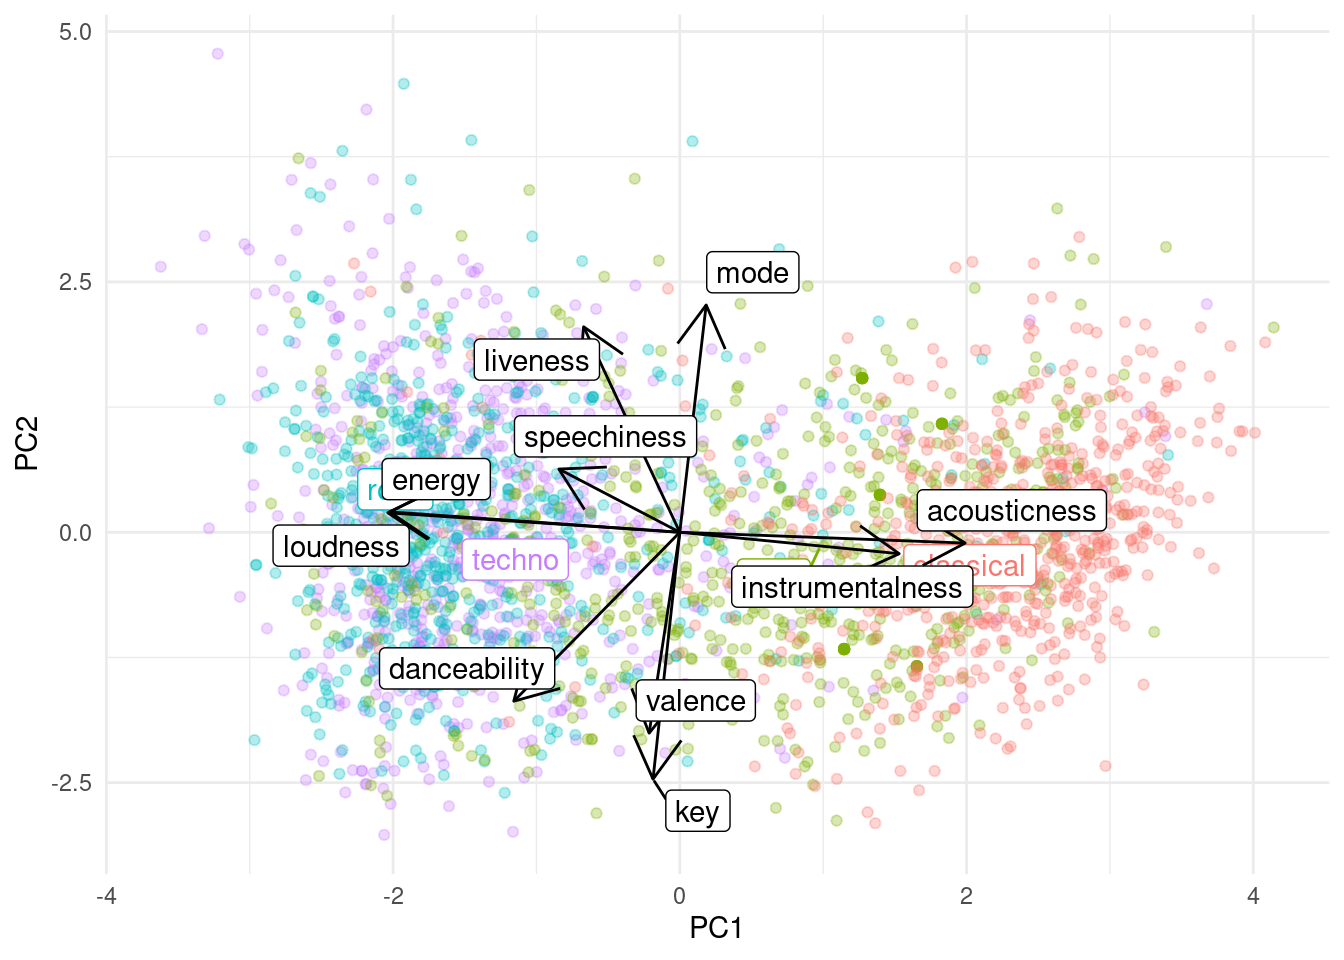 5.0
2.5
0.0
-2.5
PC2
mode
liveness
speechiness
energy
acousticness
loudness
techno
classical
instrumentalness
danceability
valence
key
-4
-2
0
2
4
PC1